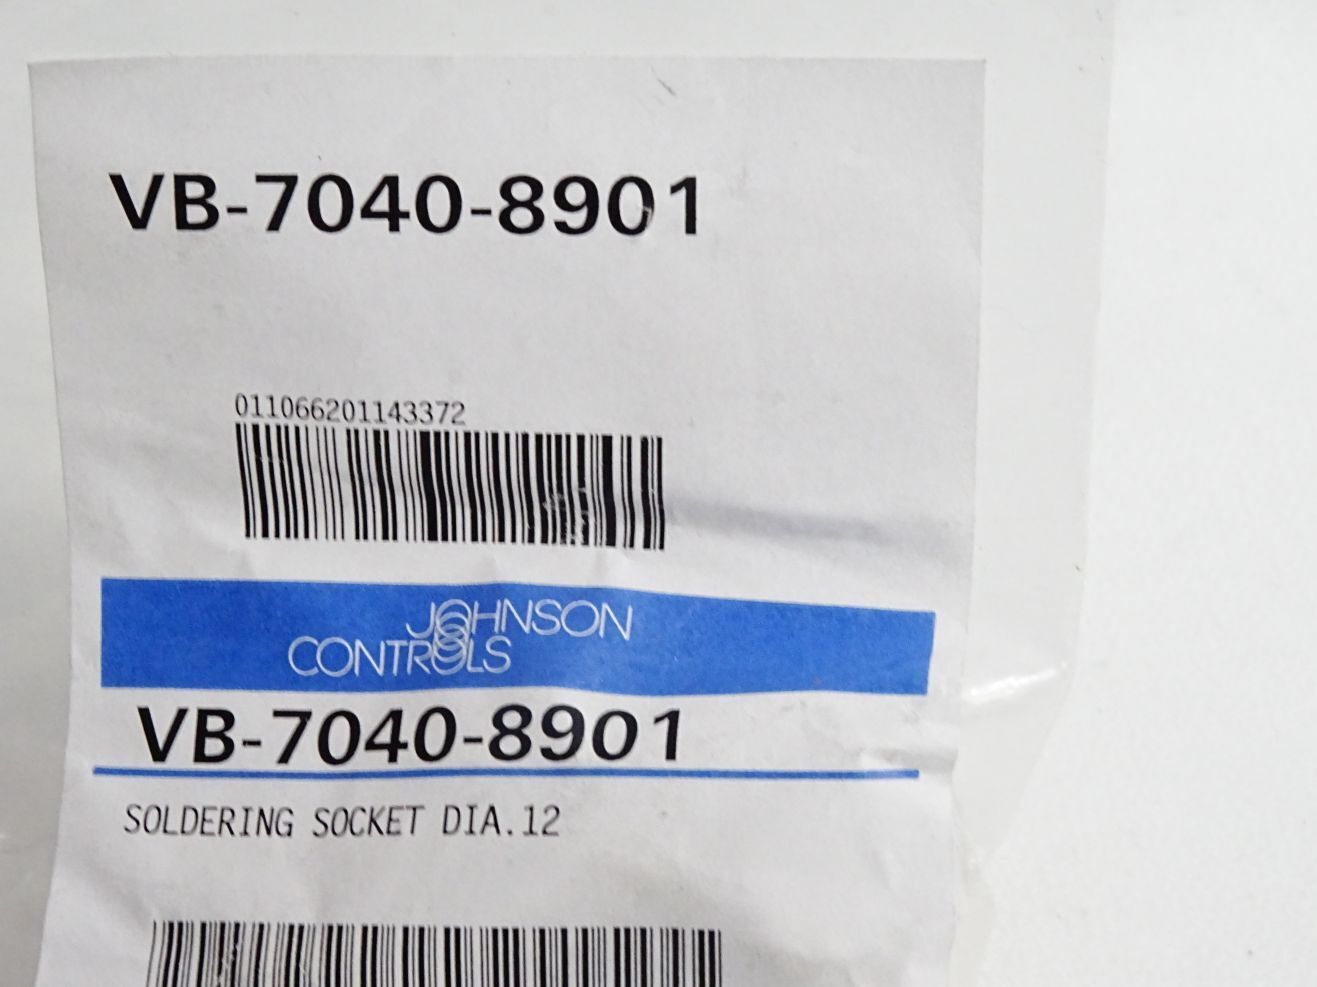 VB-7040-8901
011066201143372
JOHNSON
CONTROLS
VB-7040-8901
SOLDERING SOCKET DIA.12